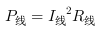 P线 = I线²R线